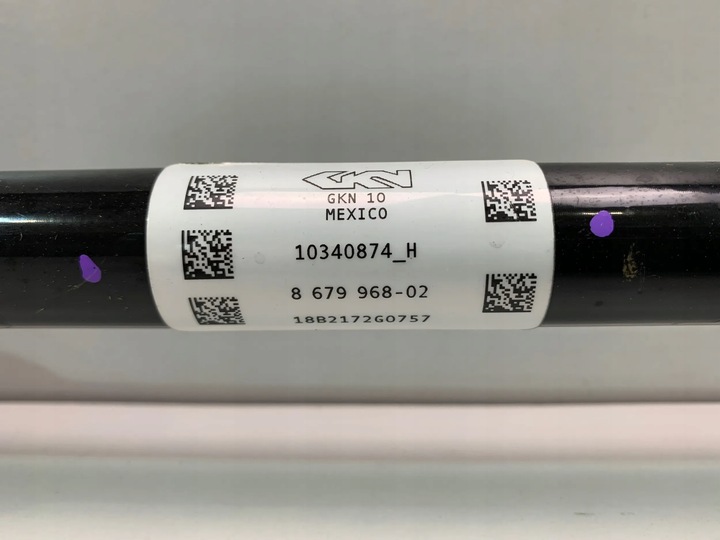 GKN
GKN 10
MEXICO
10340874_H
8 679 968-02
18B2172G0757